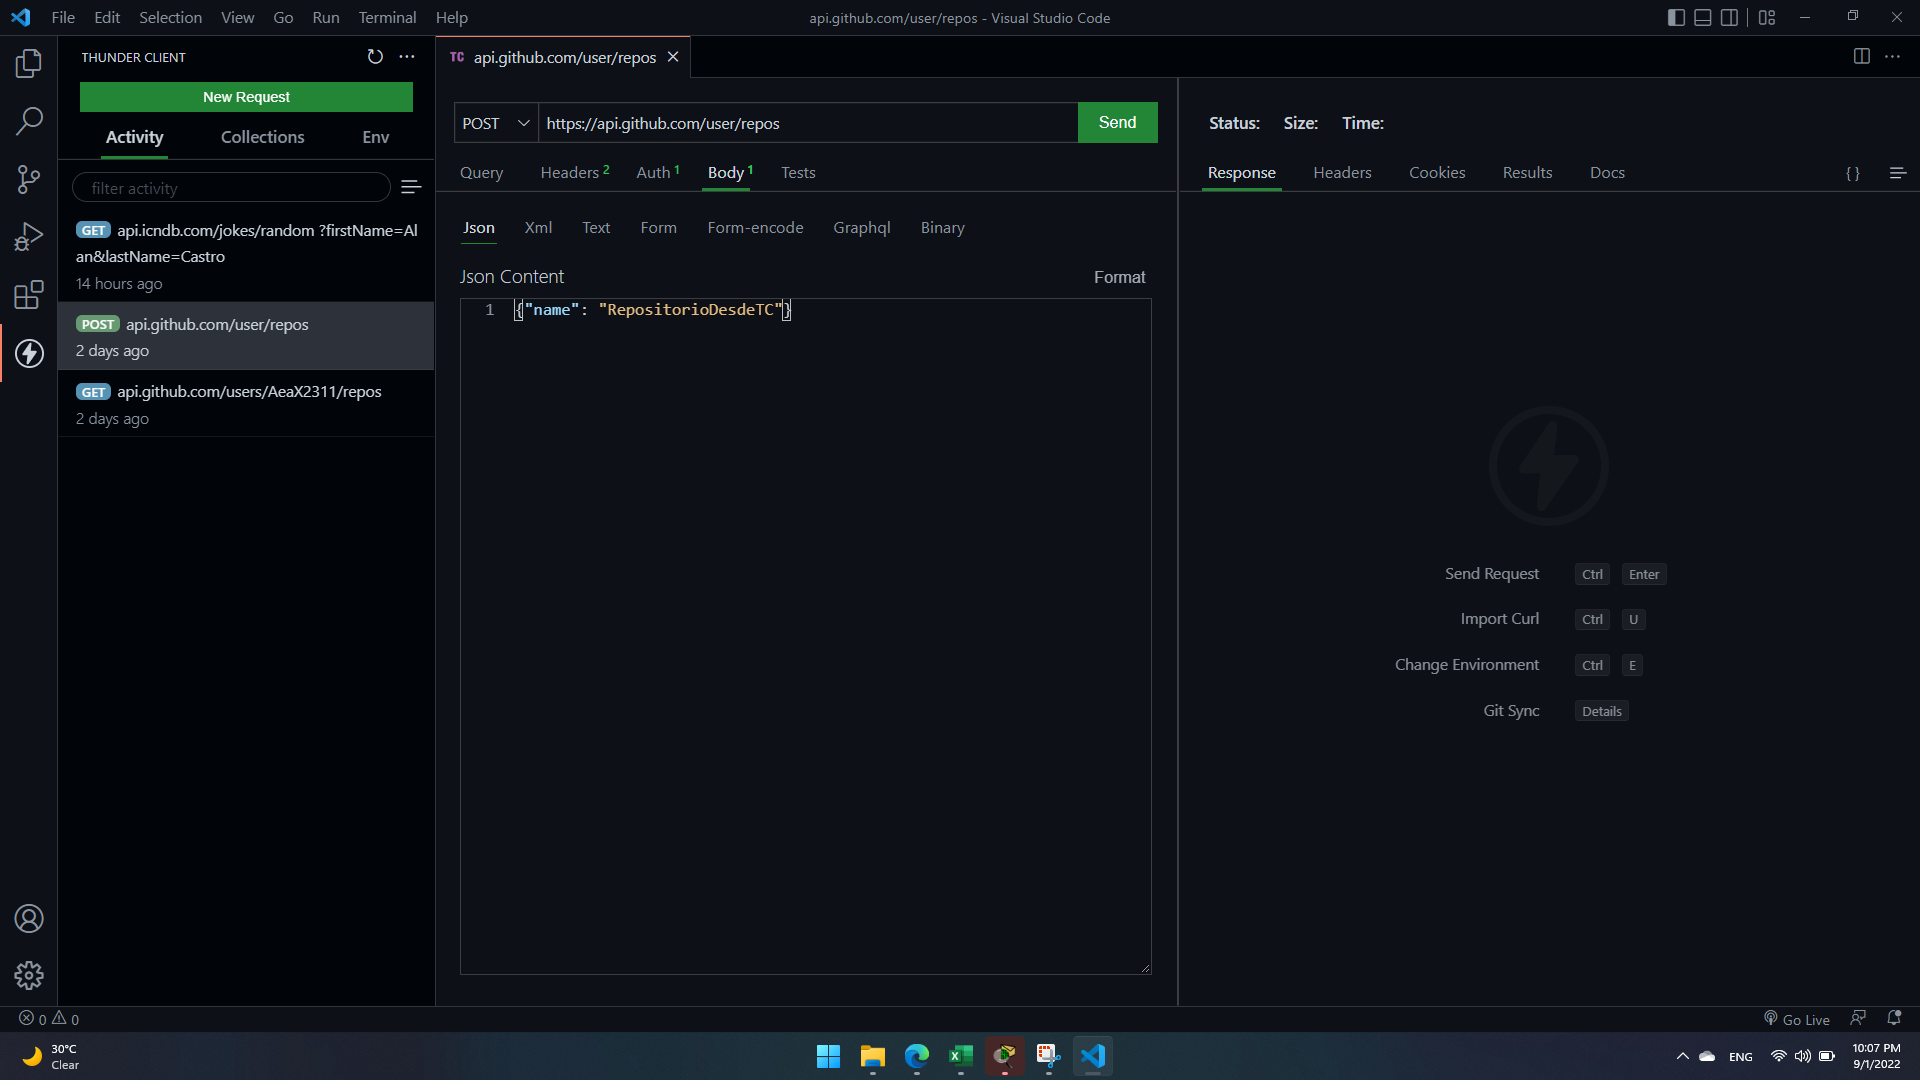 File Edit Selection View Go Run Terminal Help
api.github.com/user/repos - Visual Studio Code
THUNDER CLIENT
New Request
Activity Collections Env
filter activity
GET api.icndb.com/jokes/random ?firstName=Al
an&lastName=Castro
14 hours ago
POST api.github.com/user/repos
2 days ago
GET api.github.com/users/AeaX2311/repos
2 days ago
TC api.github.com/user/repos
POST https://api.github.com/user/repos Send
Query Headers 2 Auth 1 Body 1 Tests
Json Xml Text Form Form-encode Graphql Binary
Json Content Format
1 {"name": "RepositorioDesdeTC"}
Status: Size: Time:
Response Headers Cookies Results Docs { }
Send Request Ctrl Enter
Import Curl Ctrl U
Change Environment Ctrl E
Git Sync Details
0 0
Go Live
30°C
Clear
ENG
10:07 PM
9/1/2022